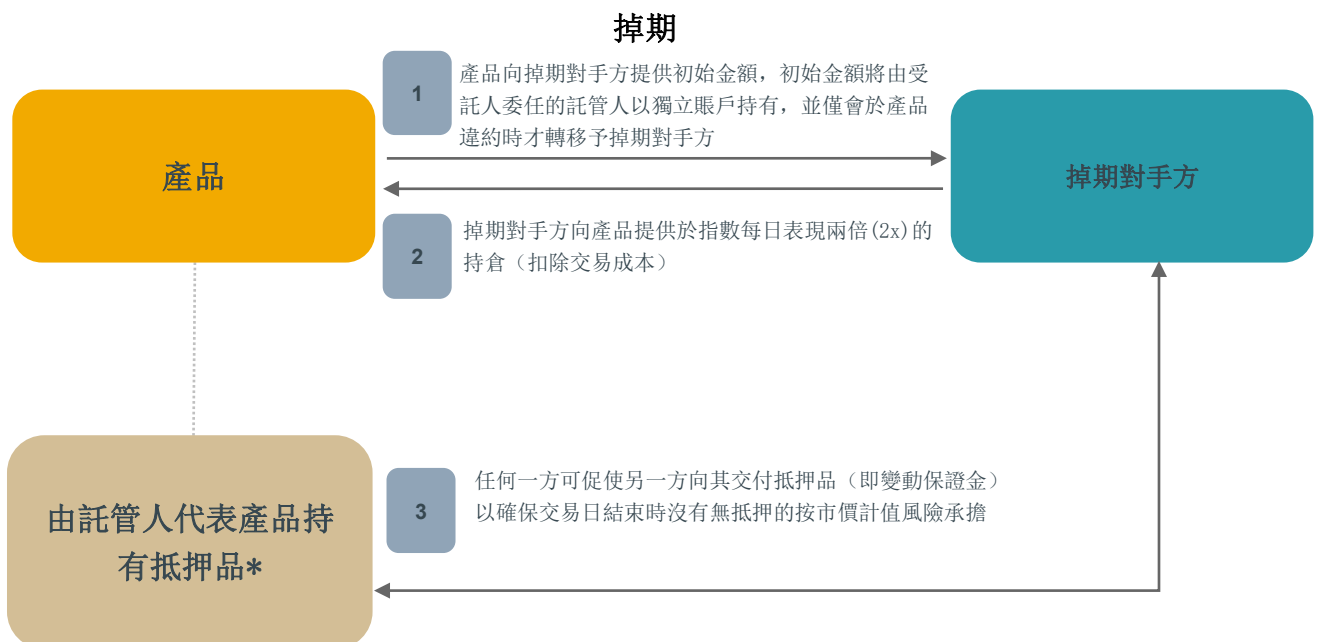 掉期
產品
1
產品向掉期對手方提供初始金額，初始金額將由受
託人委任的託管人以獨立賬戶持有，並僅會於產品
違約時才轉移予掉期對手方
掉期對手方
2
掉期對手方向產品提供於指數每日表現兩倍(2x)的
持倉（扣除交易成本）
由託管人代表產品持
有抵押品*
3
任何一方可促使另一方向其交付抵押品（即變動保證金）
以確保交易日結束時沒有無抵押的按市價計值風險承擔